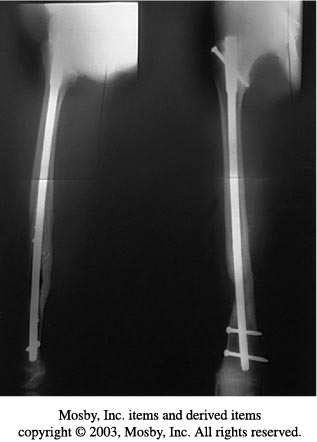 Mosby, Inc. items and derived items
copyright © 2003, Mosby, Inc. All rights reserved.